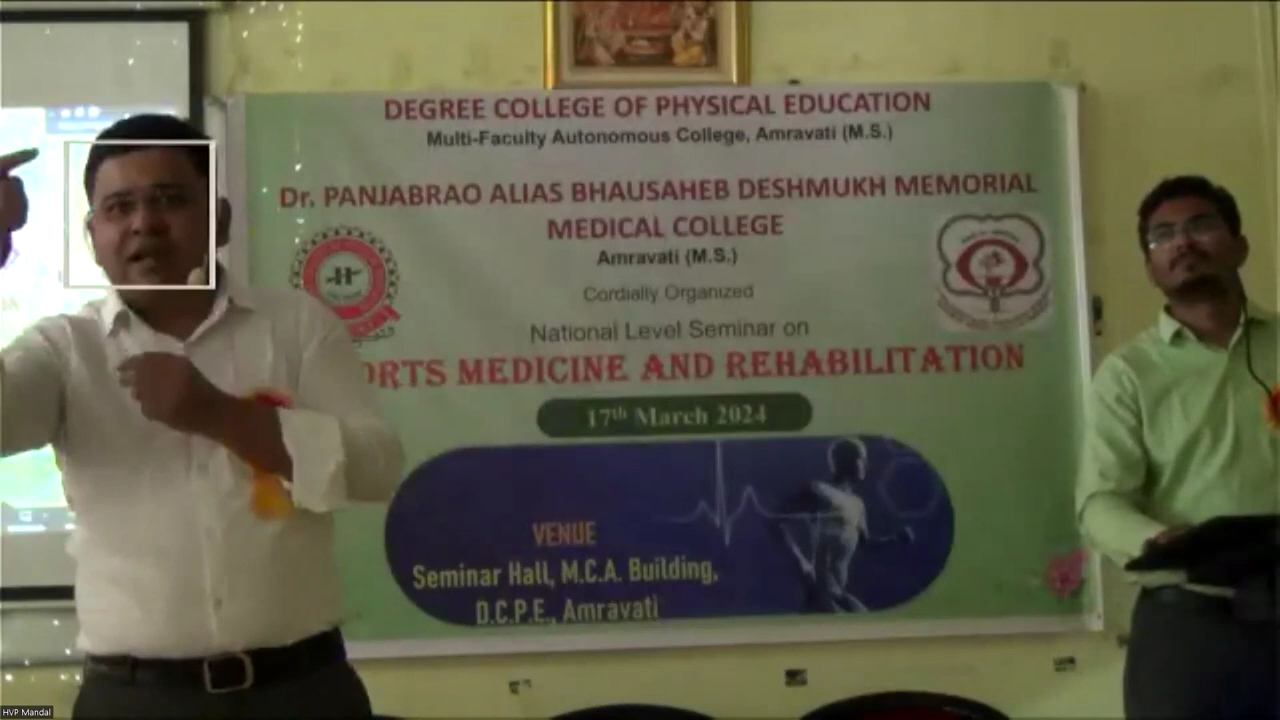 DEGREE COLLEGE OF PHYSICAL EDUCATION
Multi-Faculty Autonomous College, Amravati (M.S.)
Dr. PANJABRAO ALIAS BHAUSAHEB DESHMUKH MEMORIAL
MEDICAL COLLEGE
Amravati (M.S.)
Cordially Organized
National Level Seminar on
ORTS MEDICINE AND REHABILITATION
17th March 2024
VENUE
Seminar Hall, M.C.A. Building,
D.C.P.E., Amravati
HVP Mandal